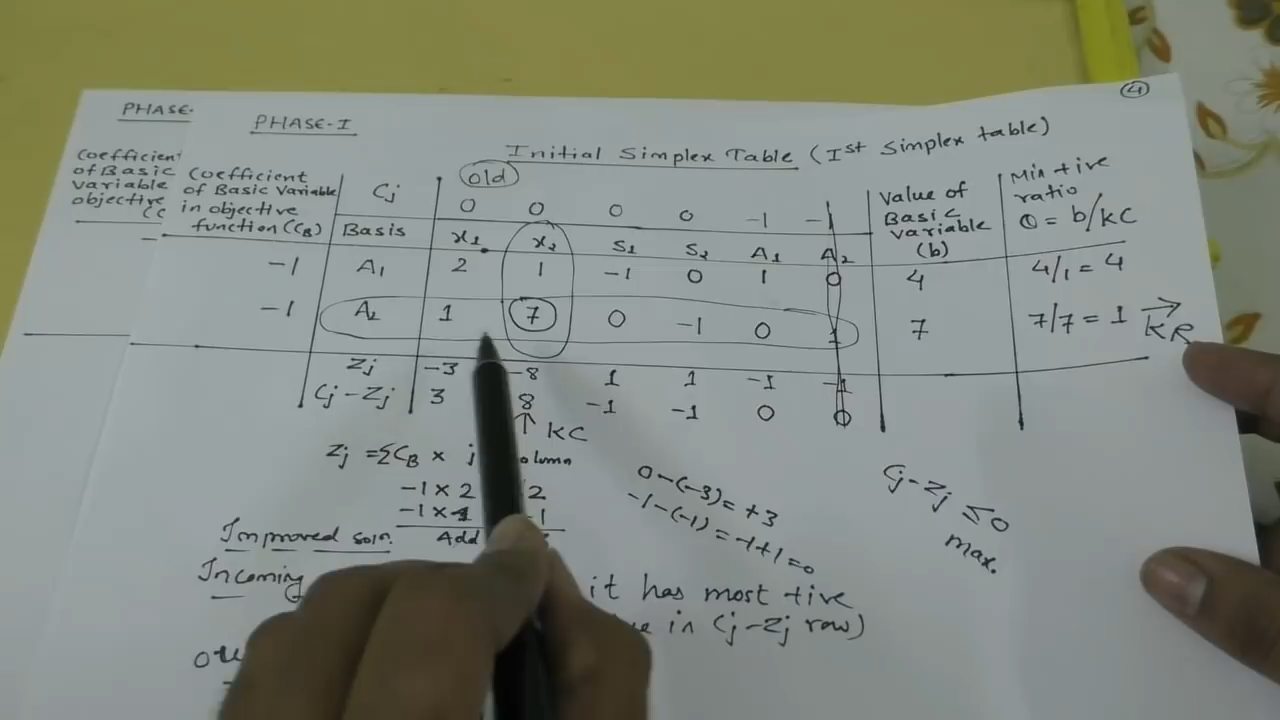 ④
PHASE-
PHASE-I
Initial Simplex Table (Ist Simplex table)
Coefficient
of Basic
Variable
objective
(C
Coefficient
of Basic Variable
in objective
function (CB)
Cj
old
0 0 0 0 -1 -1
Value of
Basic
variable
(b)
Min +ive
ratio
θ = b/KC
Basis x1 x2 S1 S2 A1 A2
-1 A1 2 1 -1 0 1 0 4 4/1 = 4
-1 A2 1 7 0 -1 0 1 7 7/7 = 1 → KR
Zj -3 -8 1 1 -1 -1
Cj-Zj 3 8 -1 -1 0 0
↑ KC
Zj = ΣCB × j olumn
-1 × 2 2
-1 × 1 -1
Add
0-(-3) = +3
-1-(-1) = -1+1=0
Cj-Zj ≤ 0
max.
Improved soln.
Incoming it has most +ive
in (j-Zj row)